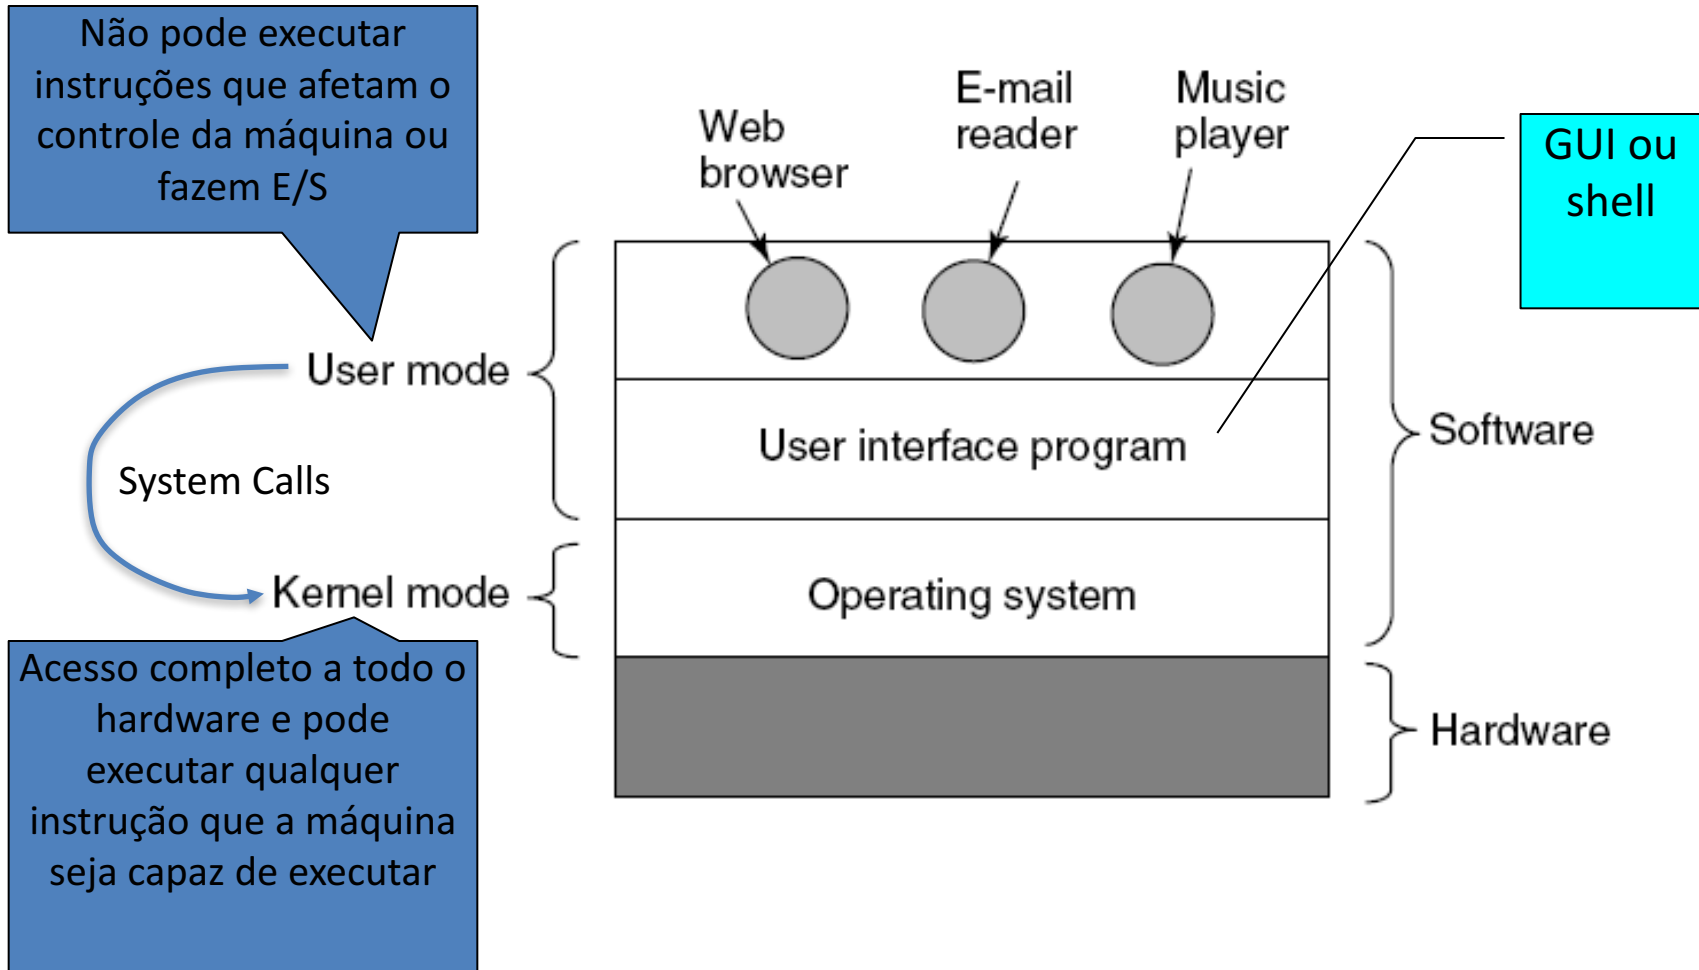 Não pode executar
instruções que afetam o
controle da máquina ou
fazem E/S
Web
browser
E-mail
reader
Music
player
GUI ou
shell
User mode
User interface program
Software
System Calls
Kernel mode
Operating system
Acesso completo a todo o
hardware e pode
executar qualquer
instrução que a máquina
seja capaz de executar
Hardware